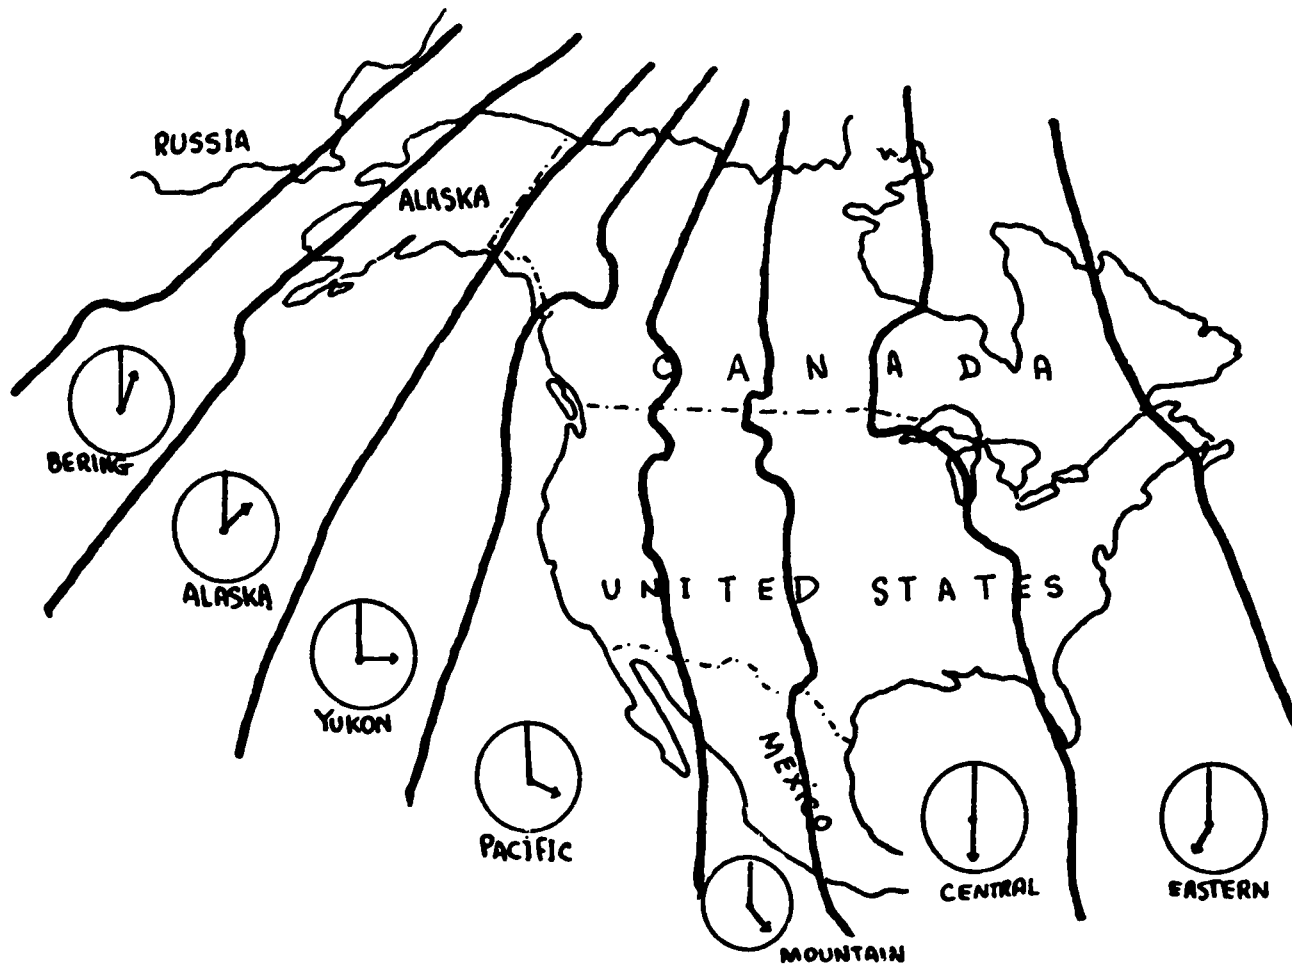 RUSSIA
ALASKA
CANADA
BERING
ALASKA
UNITED STATES
YUKON
MEXICO
PACIFIC
CENTRAL
EASTERN
MOUNTAIN